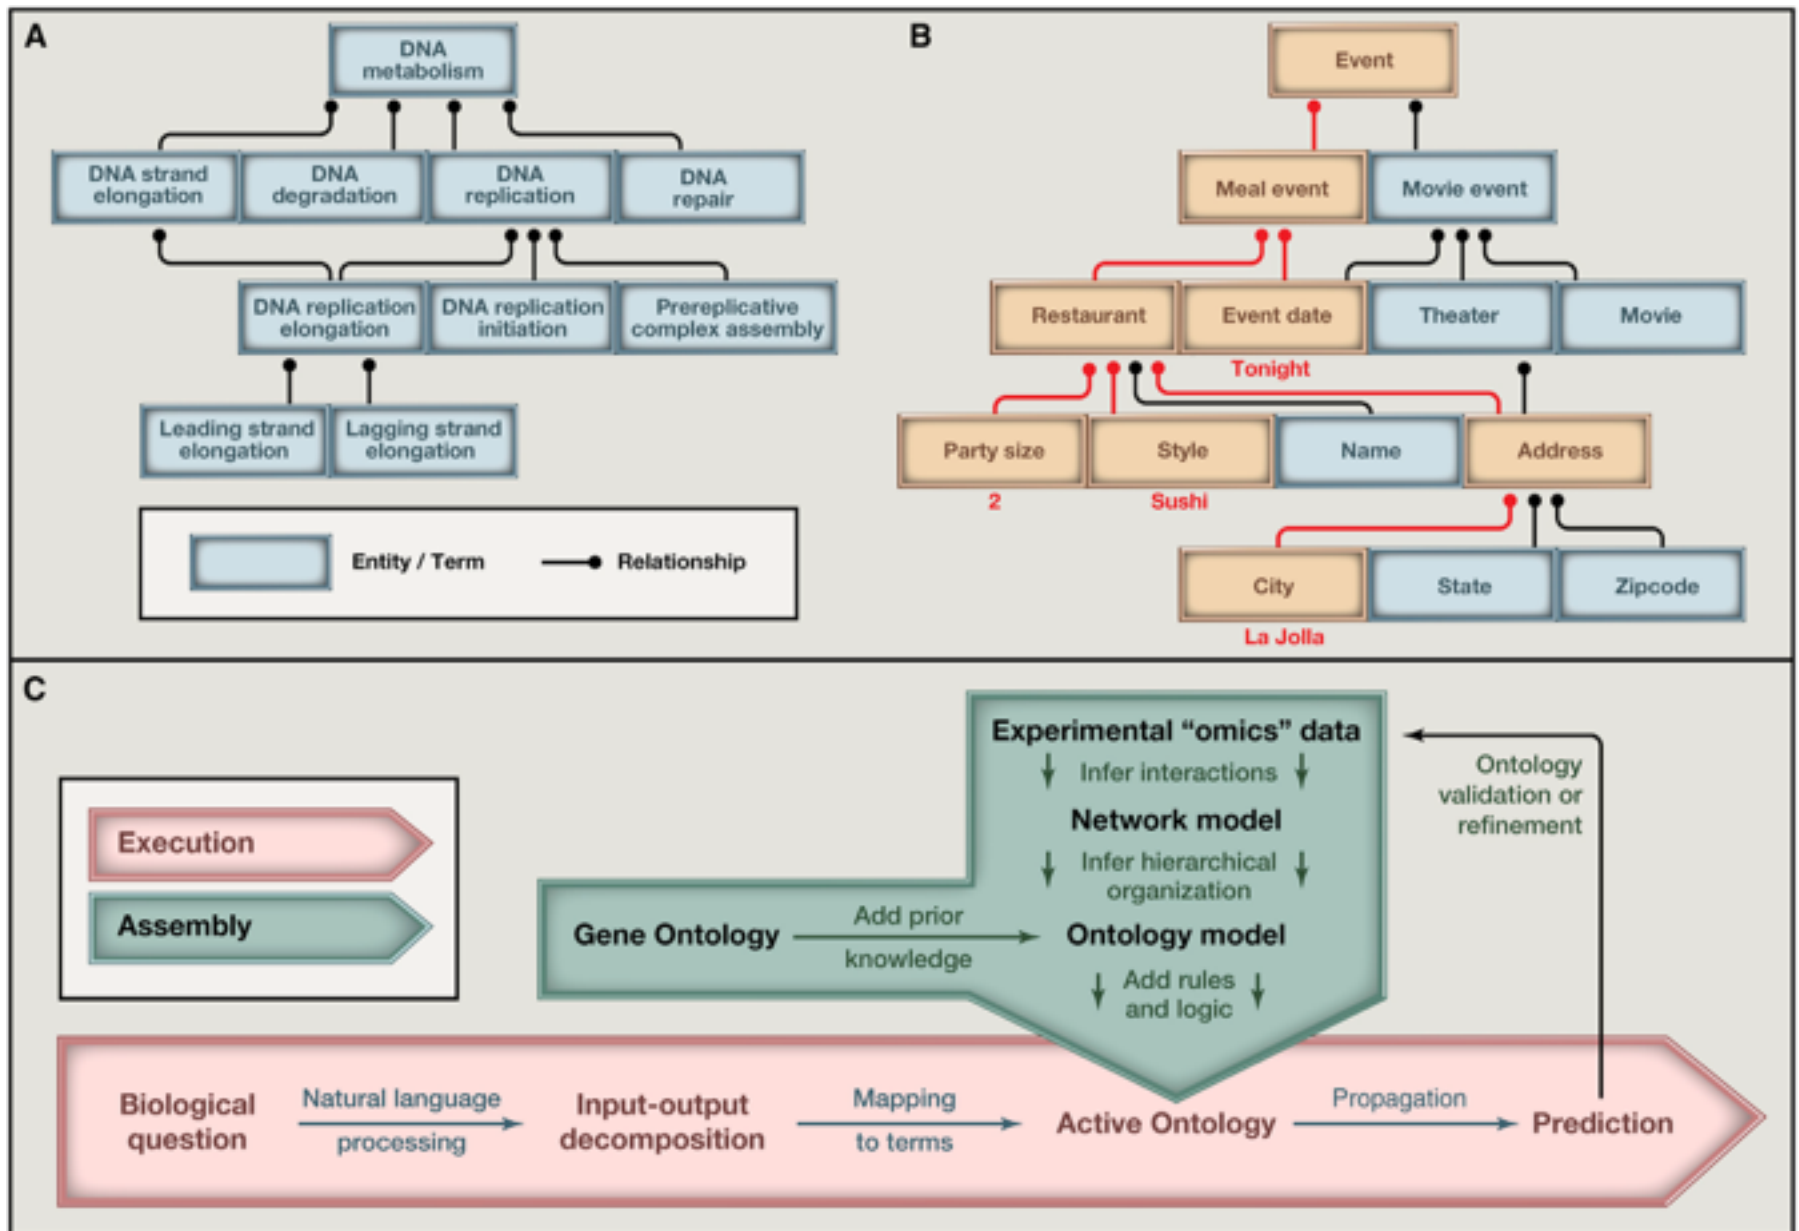 A
DNA
metabolism
DNA strand
elongation
DNA
degradation
DNA
replication
DNA
repair
DNA replication
elongation
DNA replication
initiation
Prereplicative
complex assembly
Leading strand
elongation
Lagging strand
elongation
Entity / Term
Relationship
B
Event
Meal event
Movie event
Restaurant
Event date
Theater
Movie
Tonight
Party size
Style
Name
Address
2
Sushi
City
State
Zipcode
La Jolla
C
Execution
Assembly
Experimental “omics” data
Infer interactions
Network model
Infer hierarchical
organization
Gene Ontology
Add prior
knowledge
Ontology model
Add rules
and logic
Ontology
validation or
refinement
Biological
question
Natural language
processing
Input-output
decomposition
Mapping
to terms
Active Ontology
Propagation
Prediction